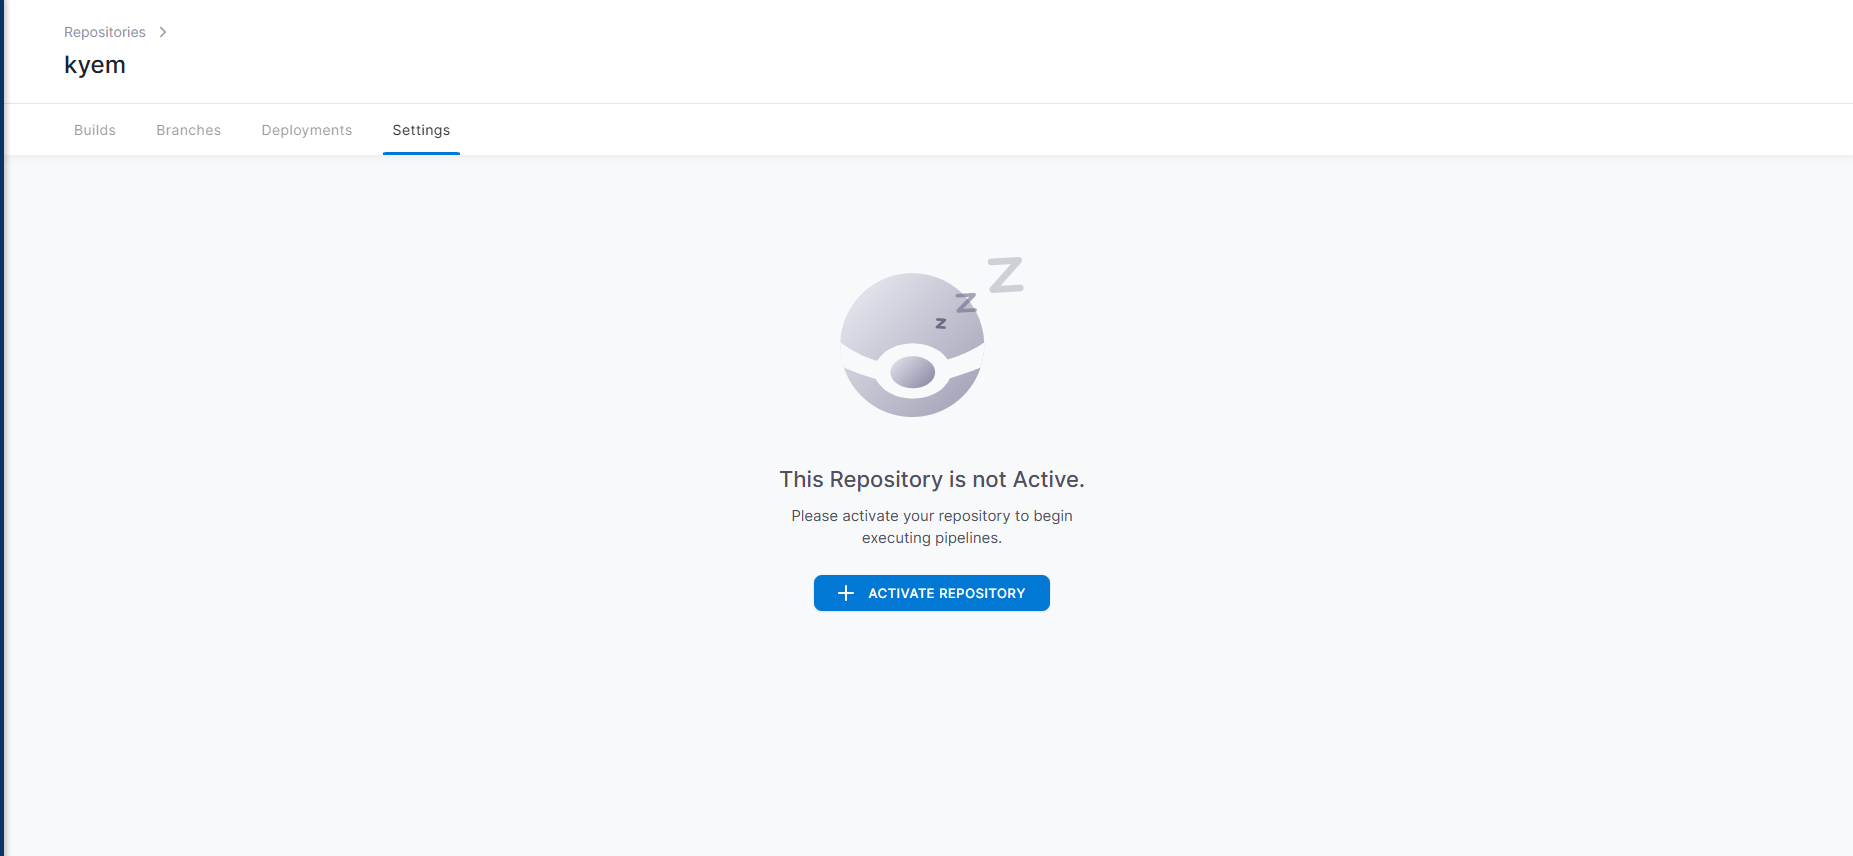 Repositories
kyem
Builds Branches Deployments Settings
z
z
Z
This Repository is not Active.
Please activate your repository to begin
executing pipelines.
ACTIVATE REPOSITORY